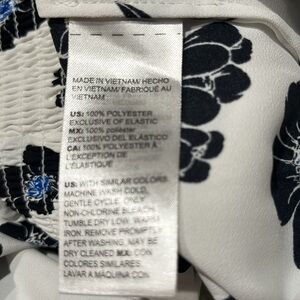 MADE IN VIETNAM/ HECHO
EN VIETNAM/ FABRIQUÉ AU
VIETNAM
US: 100% POLYESTER
EXCLUSIVE OF ELASTIC
MX: 100% poliéster
EXCLUSIVO DEL ELÁSTICO
CA: 100% POLYESTER
À L'EXCEPTION DE
L'ÉLASTIQUE
US: WITH SIMILAR COLORS.
MACHINE WASH COLD,
GENTLE CYCLE. ONLY
NON-CHLORINE BLEACH.
TUMBLE DRY LOW. WARM
IRON. REMOVE PROMPTLY
AFTER WASHING. MAY BE
DRY CLEANED MX: CON
COLORES SIMILARES.
LAVAR A MÁQUINA CON